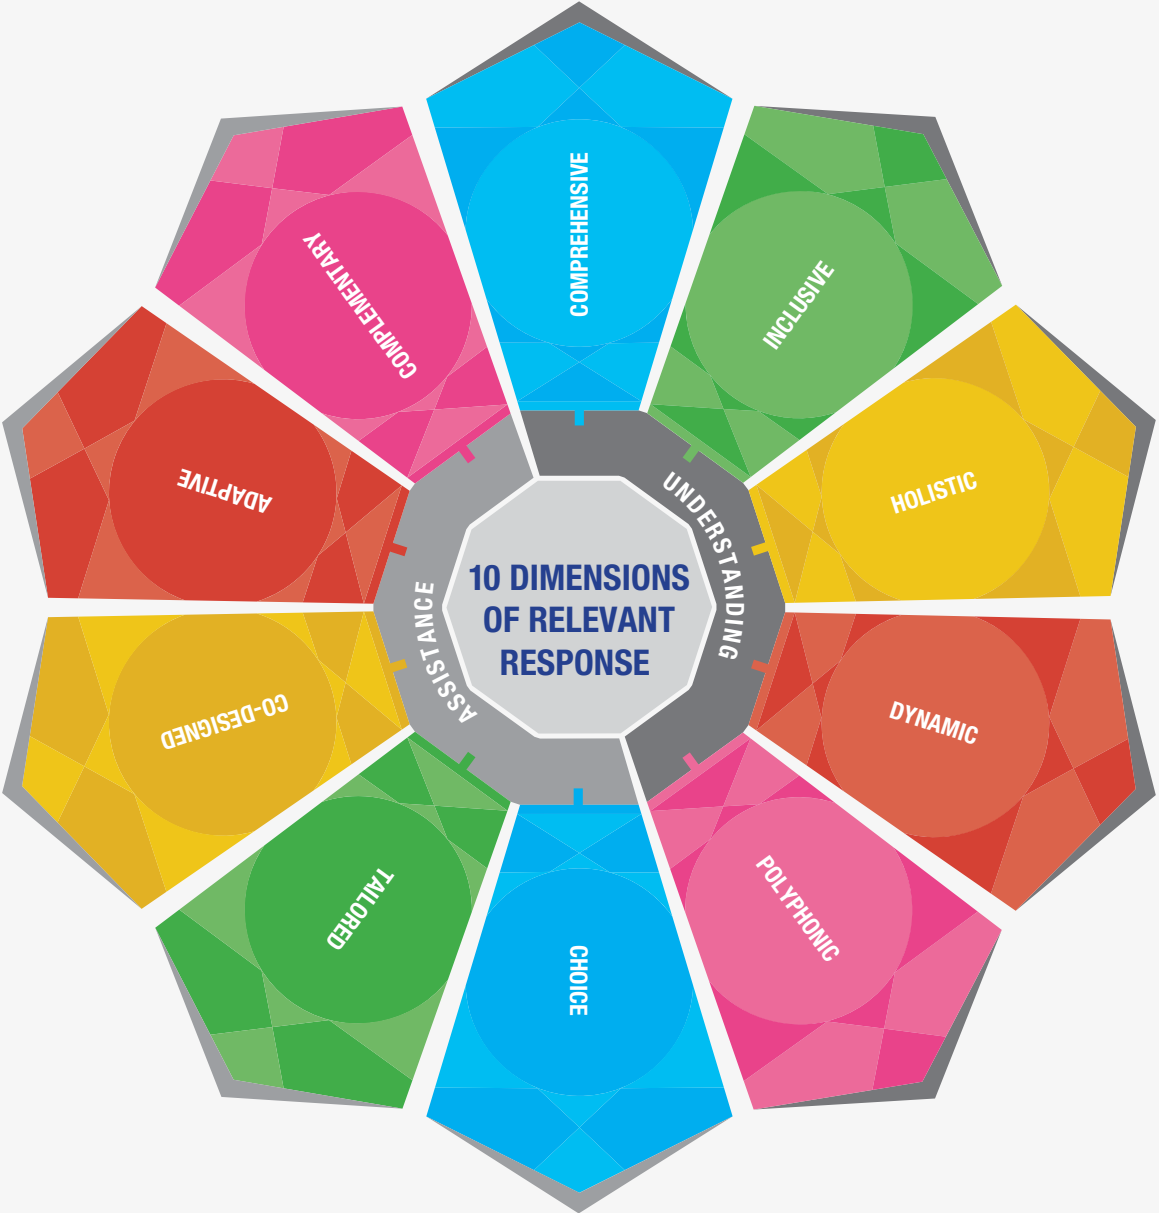 10 DIMENSIONS
OF RELEVANT
RESPONSE
UNDERSTANDING
ASSISTANCE
COMPREHENSIVE
INCLUSIVE
HOLISTIC
DYNAMIC
POLYPHONIC
CHOICE
TAILORED
CO-DESIGNED
ADAPTIVE
COMPLEMENTARY